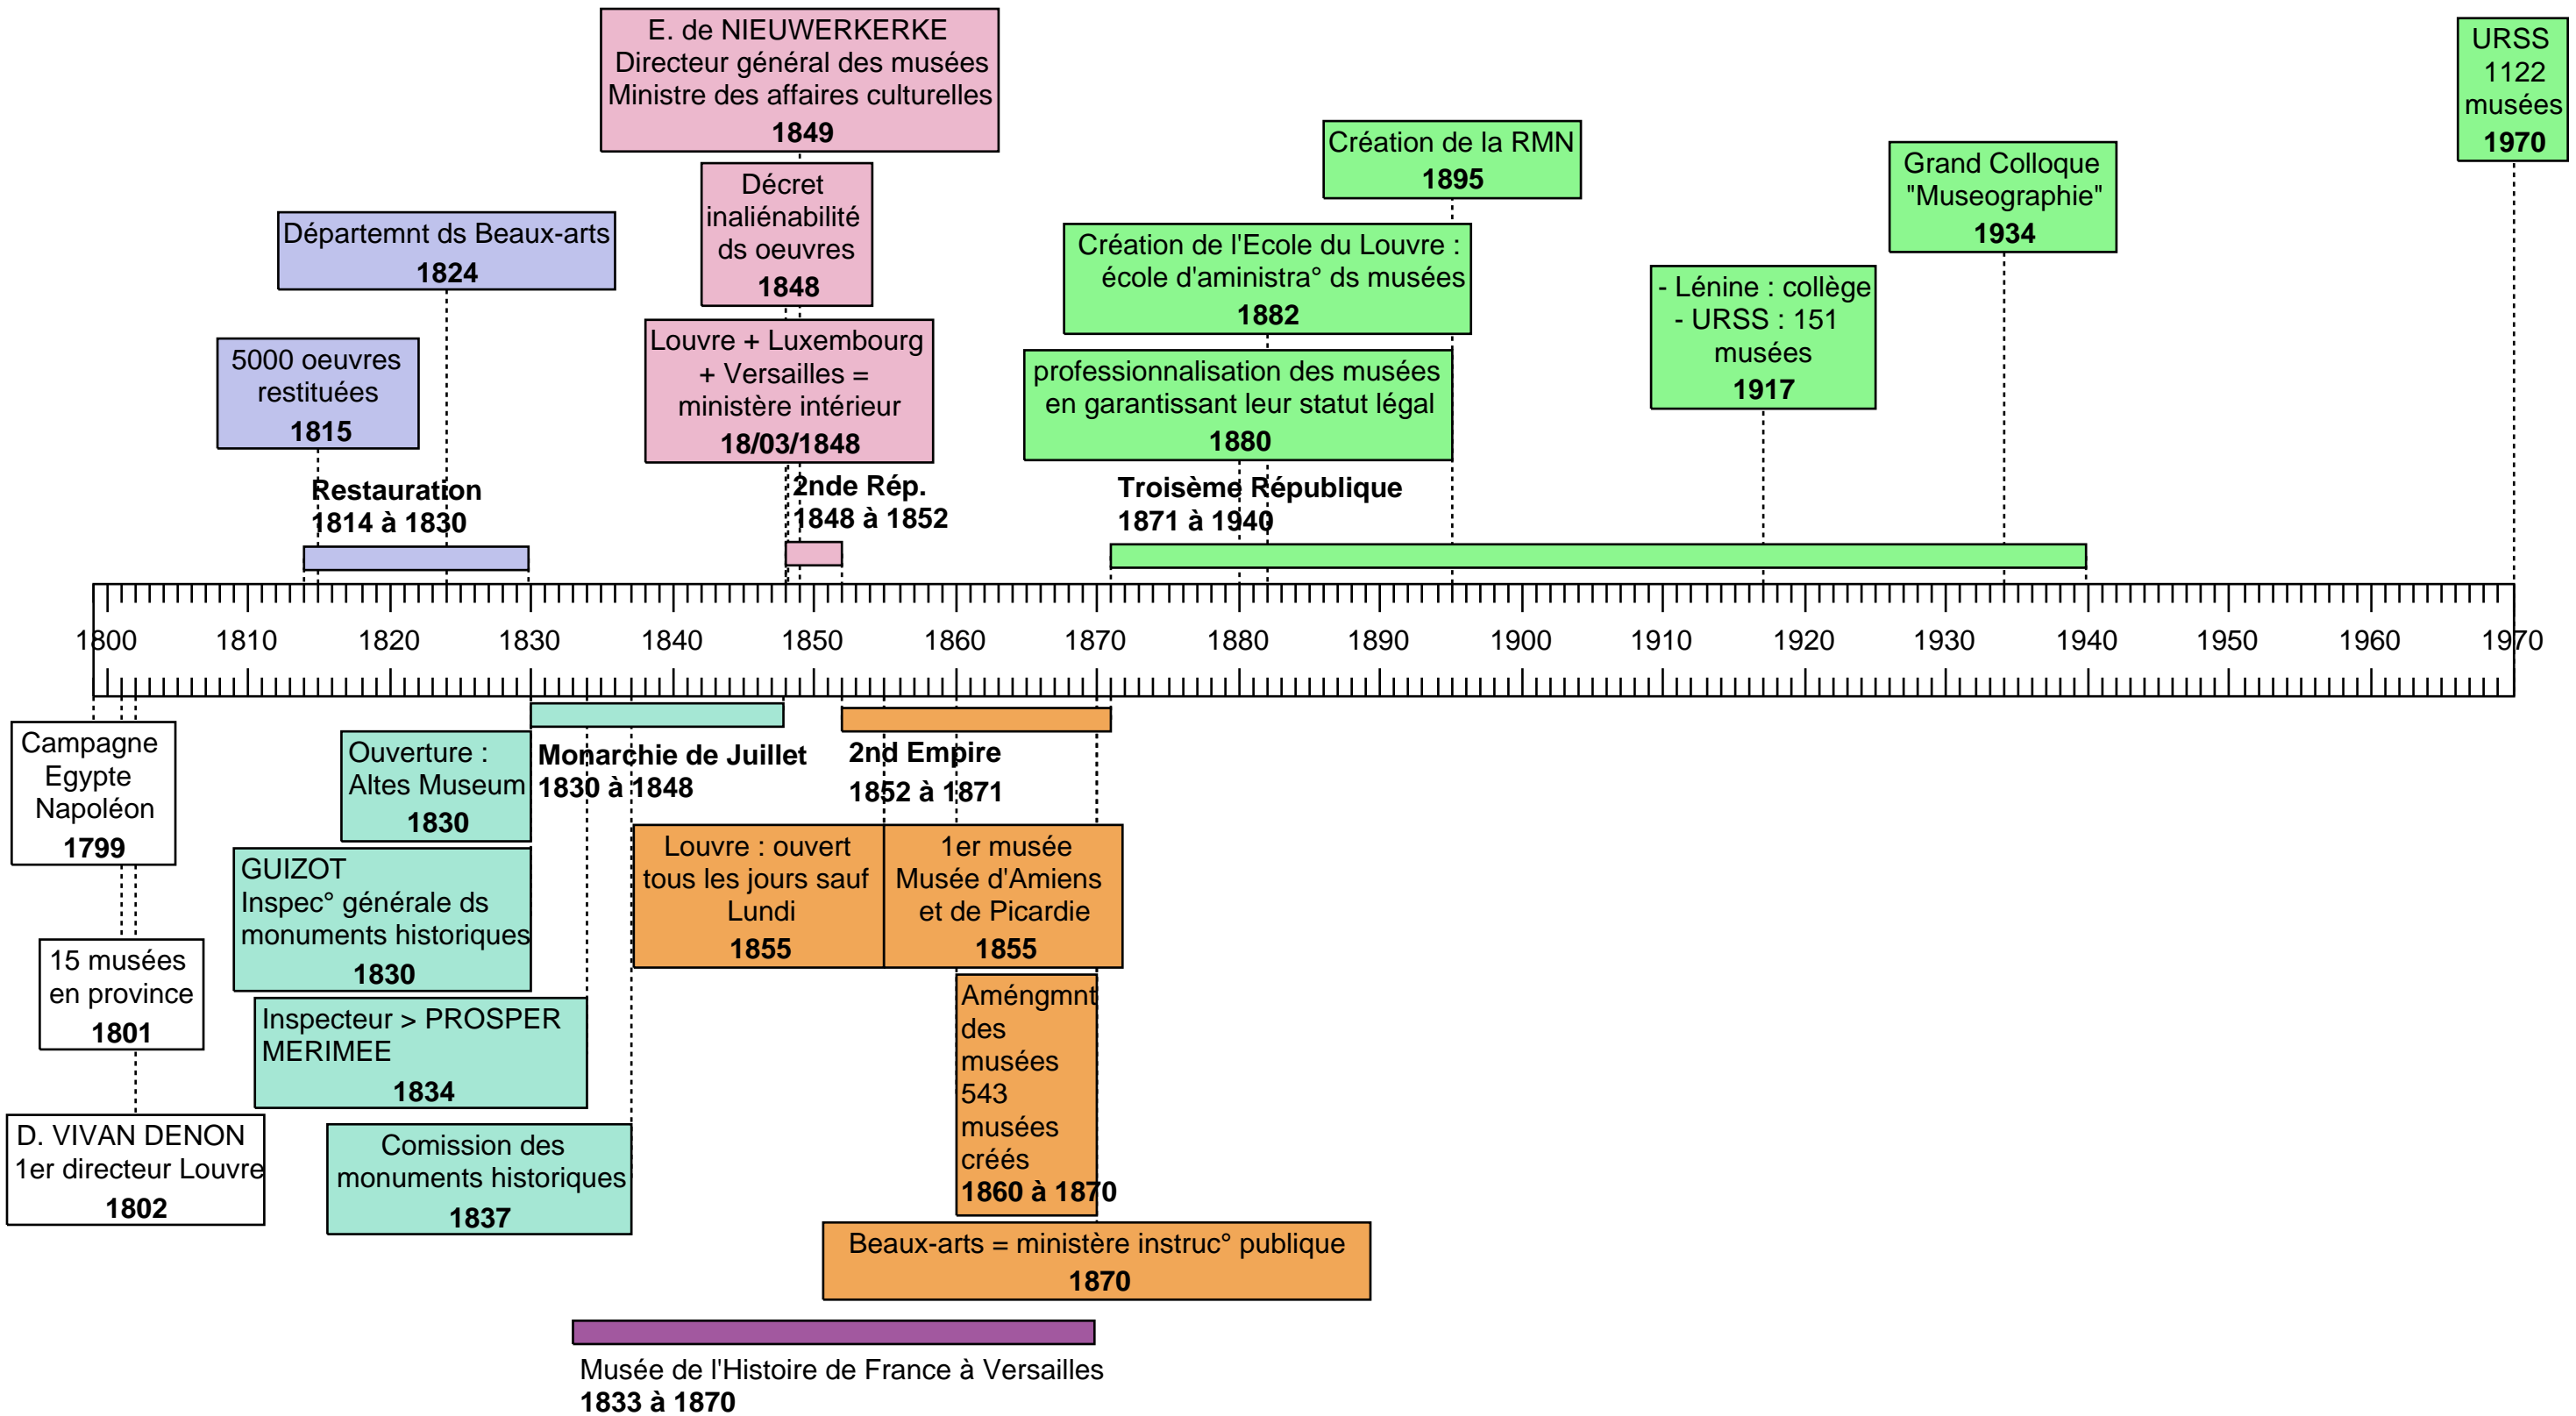 E. de NIEUWERKERKE
Directeur général des musées
Ministre des affaires culturelles
1849
URSS
1122
musées
1970
Création de la RMN
1895
Grand Colloque
"Museographie"
1934
Décret
inaliénabilité
ds oeuvres
1848
Départemnt ds Beaux-arts
1824
Création de l'Ecole du Louvre :
école d'aministra° ds musées
1882
- Lénine : collège
- URSS : 151
musées
1917
5000 oeuvres
restituées
1815
Louvre + Luxembourg
+ Versailles =
ministère intérieur
18/03/1848
professionnalisation des musées
en garantissant leur statut légal
1880
Restauration
1814 à 1830
2nde Rép.
1848 à 1852
Troisème République
1871 à 1940
1800 1810 1820 1830 1840 1850 1860 1870 1880 1890 1900 1910 1920 1930 1940 1950 1960 1970
Campagne
Egypte
Napoléon
1799
Ouverture :
Altes Museum
1830
Monarchie de Juillet
1830 à 1848
2nd Empire
1852 à 1871
GUIZOT
Inspec° générale ds
monuments historiques
1830
Louvre : ouvert
tous les jours sauf
Lundi
1855
1er musée
Musée d'Amiens
et de Picardie
1855
15 musées
en province
1801
Inspecteur > PROSPER
MERIMEE
1834
Améngmnt
des
musées
543
musées
créés
1860 à 1870
D. VIVAN DENON
1er directeur Louvre
1802
Comission des
monuments historiques
1837
Beaux-arts = ministère instruc° publique
1870
Musée de l'Histoire de France à Versailles
1833 à 1870